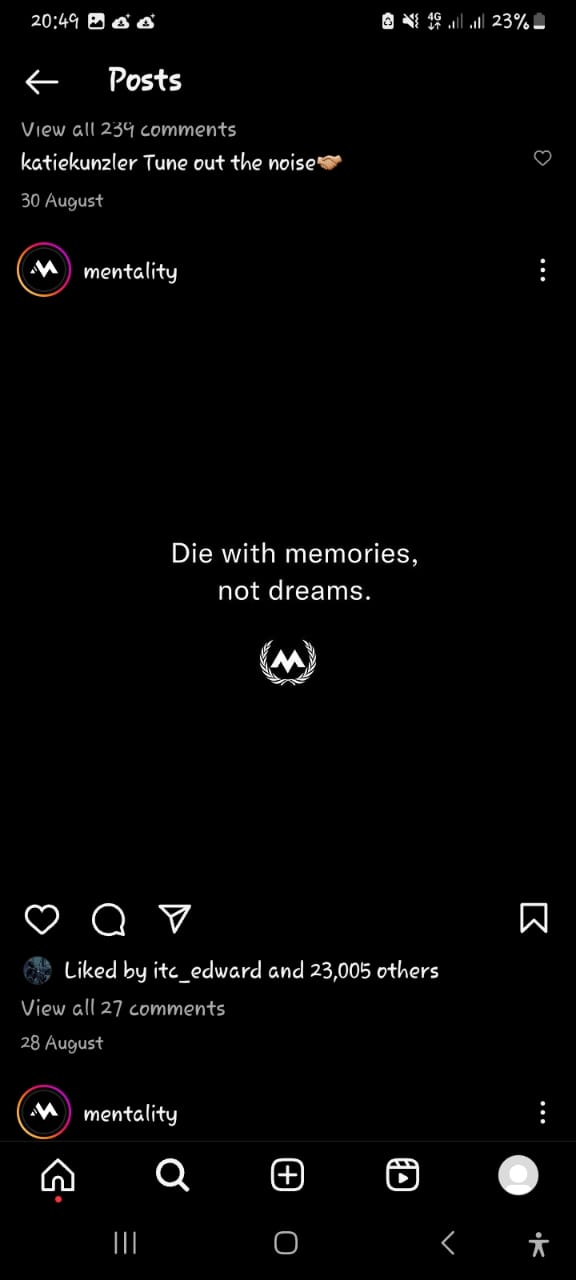 20:49 4G 23%
Posts
View all 239 comments
katiekunzler Tune out the noise🤝🏼
30 August
mentality
Die with memories,
not dreams.
M
Liked by itc_edward and 23,005 others
View all 27 comments
28 August
mentality